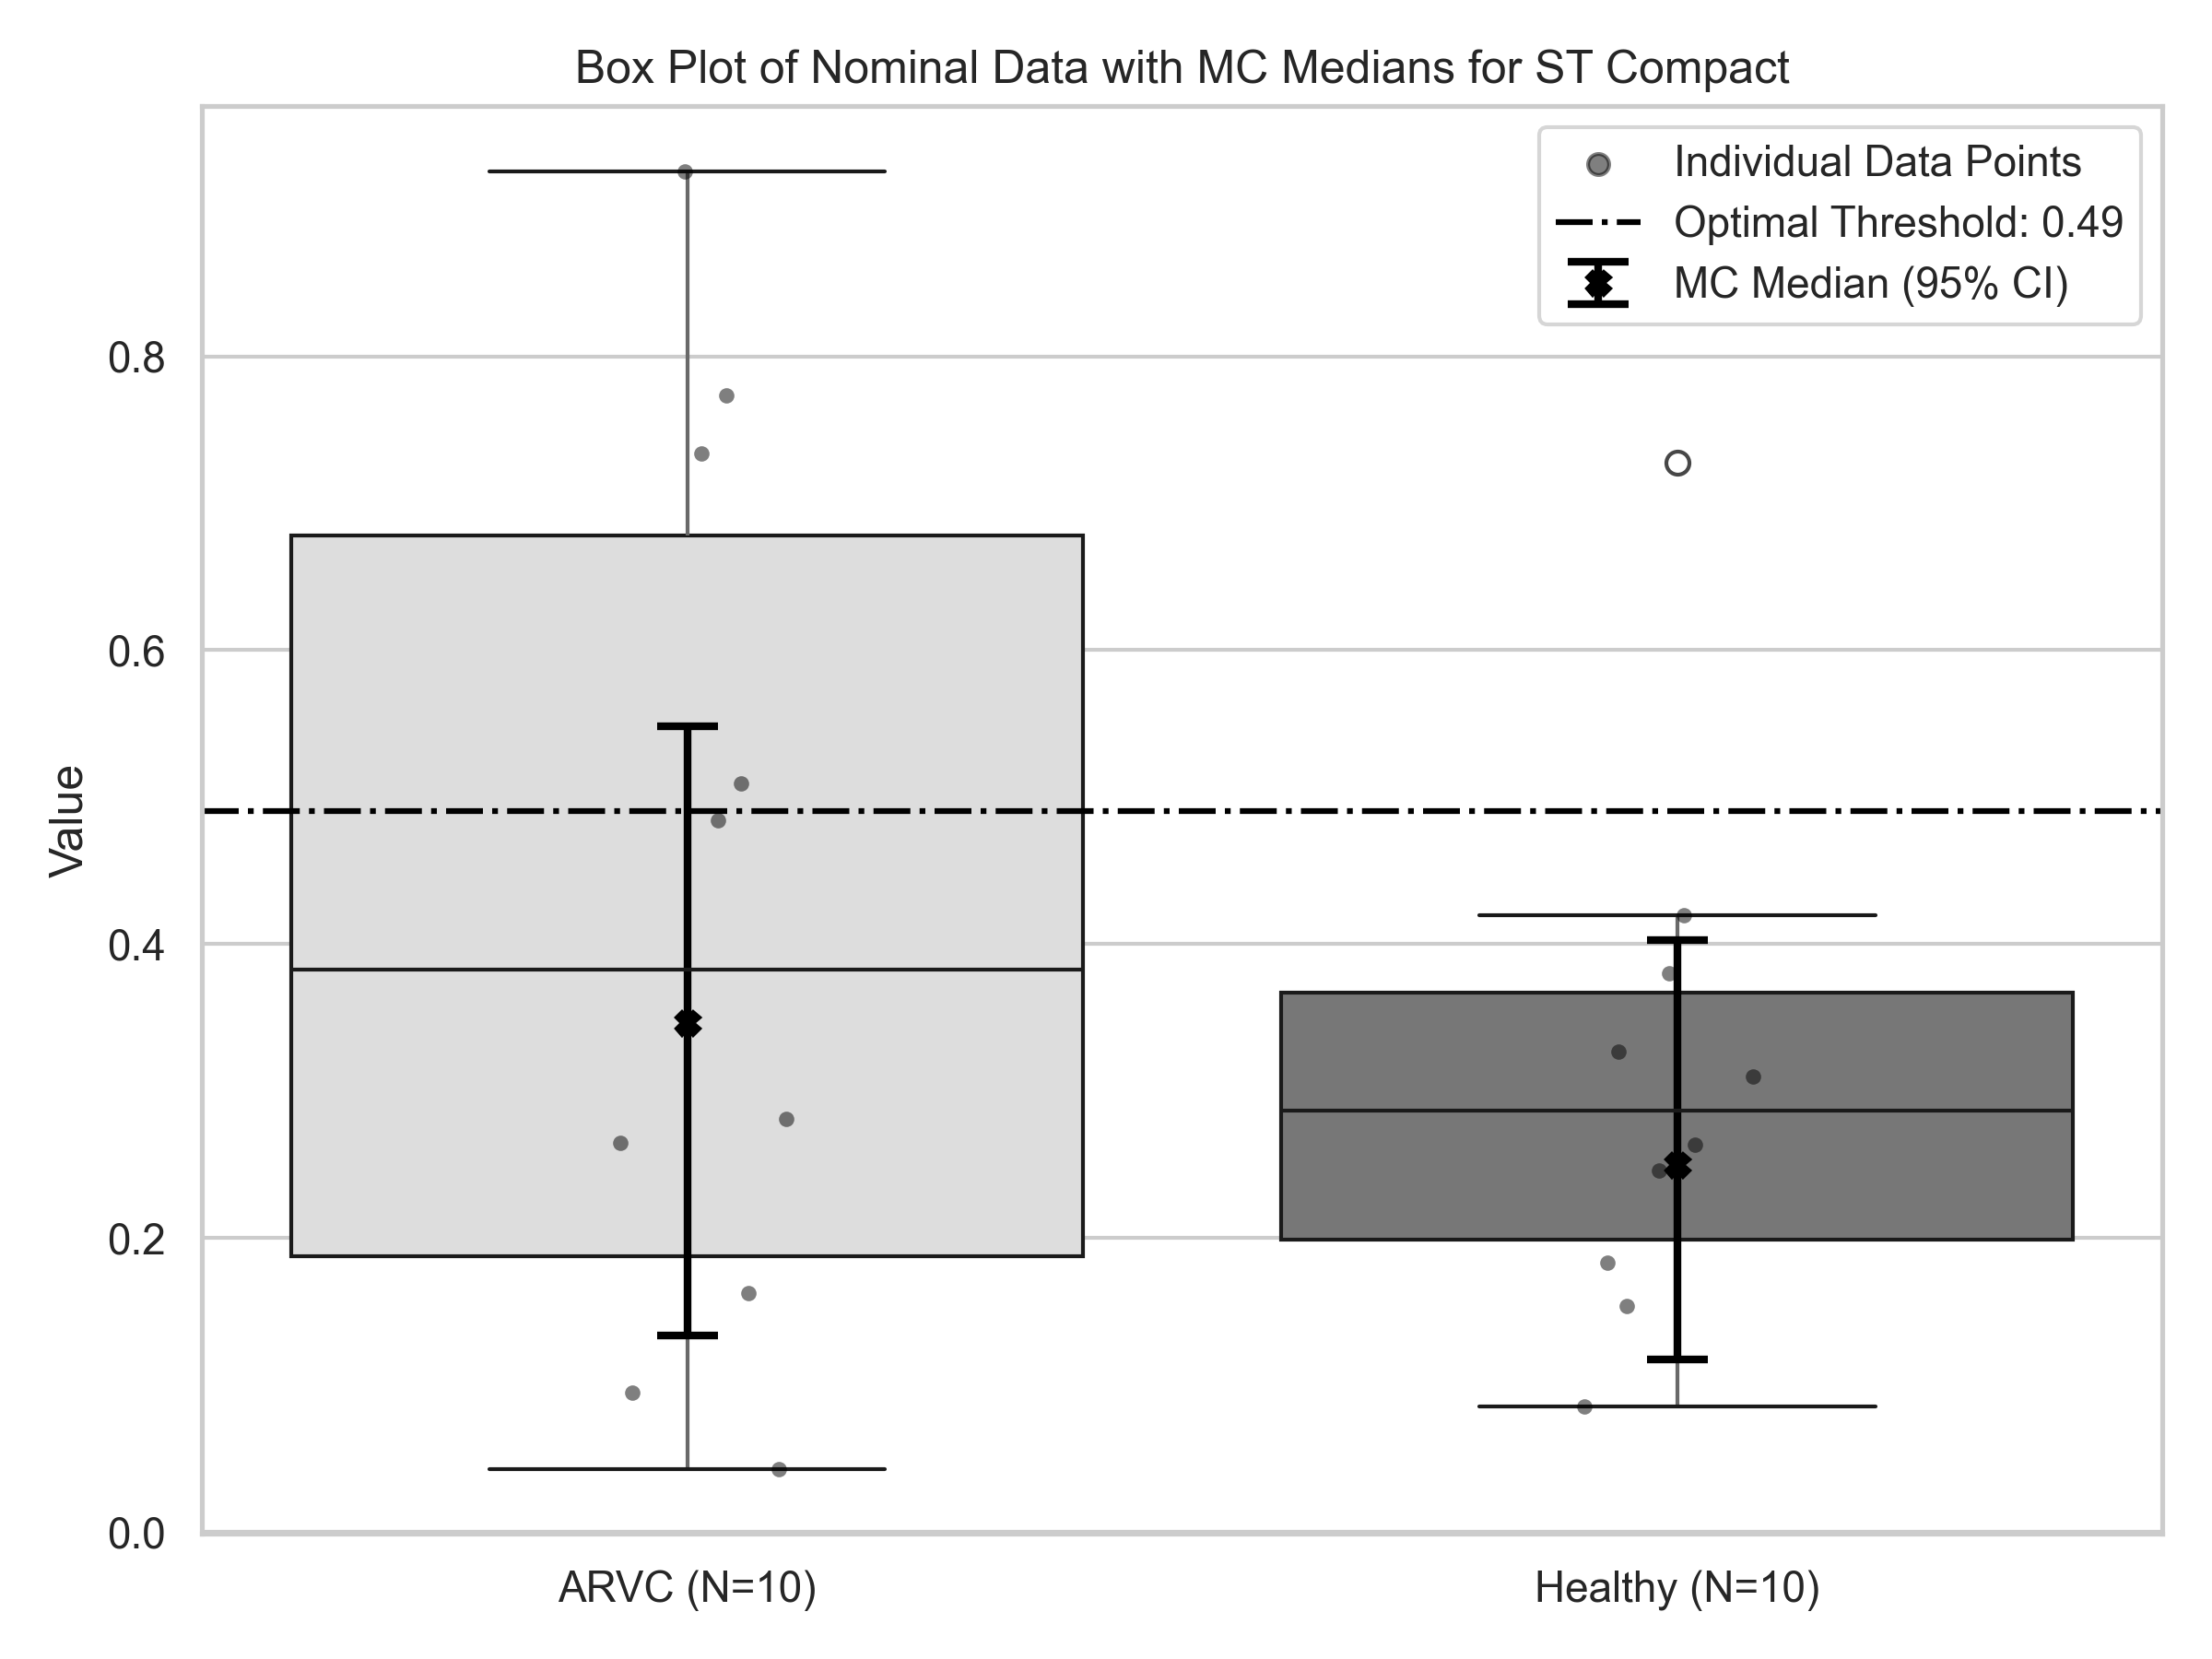 Box Plot of Nominal Data with MC Medians for ST Compact
Individual Data Points
Optimal Threshold: 0.49
MC Median (95% CI)
Value
0.8
0.6
0.4
0.2
0.0
ARVC (N=10)
Healthy (N=10)